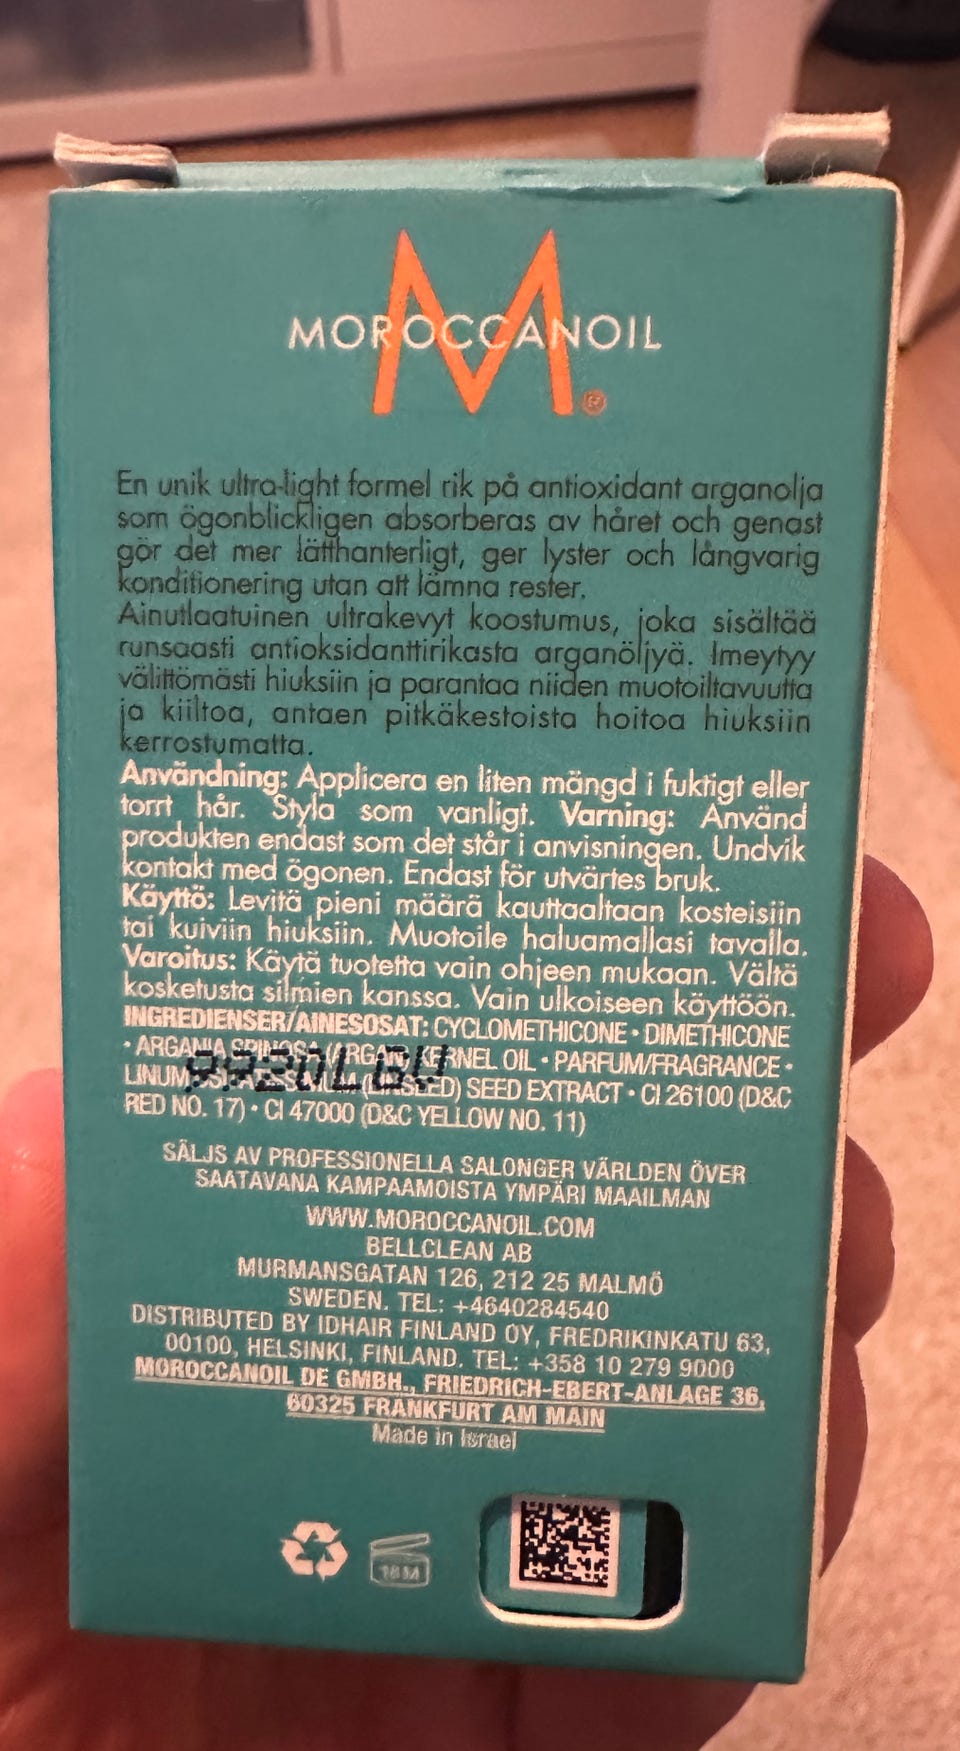 MOROCCANOIL
M®
En unik ultra-light formel rik på antioxidant arganolja
som ögonblickligen absorberas av håret och genast
gör det mer lätthanterligt, ger lyster och långvarig
konditionering utan att lämna rester.
Ainutlaatuinen ultrakevyt koostumus, joka sisältää
runsaasti antioksidanttirikasta arganöljyä. Imeytyy
välittömästi hiuksiin ja parantaa niiden muotoiltavuutta
ja kiiltoa, antaen pitkäkestoista hoitoa hiuksiin
kerrostumatta.
Användning: Applicera en liten mängd i fuktigt eller
torrt hår. Styla som vanligt. Varning: Använd
produkten endast som det står i anvisningen. Undvik
kontakt med ögonen. Endast för utvärtes bruk.
Käyttö: Levitä pieni määrä kauttaaltaan kosteisiin
tai kuiviin hiuksiin. Muotoile haluamallasi tavalla.
Varoitus: Käytä tuotetta vain ohjeen mukaan. Vältä
kosketusta silmien kanssa. Vain ulkoiseen käyttöön.
INGREDIENSER/AINESOSAT: CYCLOMETHICONE • DIMETHICONE
• ARGANIA SPINOSA (ARGAN) KERNEL OIL • PARFUM/FRAGRANCE •
LINUM (LINSEED) SEED EXTRACT • CI 26100 (D&C
RED NO. 17) • CI 47000 (D&C YELLOW NO. 11)
SÄLJS AV PROFESSIONELLA SALONGER VÄRLDEN ÖVER
SAATAVANA KAMPAAMOISTA YMPÄRI MAAILMAN
WWW.MOROCCANOIL.COM
BELLCLEAN AB
MURMANSGATAN 126, 212 25 MALMÖ
SWEDEN. TEL: +4640284540
DISTRIBUTED BY IDHAIR FINLAND OY, FREDRIKINKATU 63,
00100, HELSINKI, FINLAND. TEL: +358 10 279 9000
MOROCCANOIL DE GMBH., FRIEDRICH-EBERT-ANLAGE 36,
60325 FRANKFURT AM MAIN
Made in Israel
18M